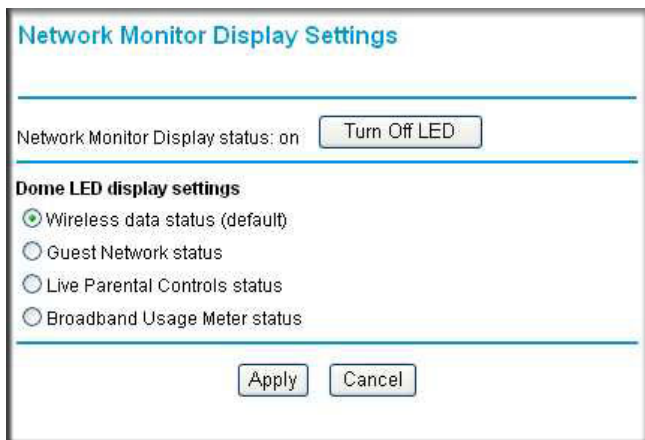 Network Monitor Display Settings
Network Monitor Display status: on Turn Off LED
Dome LED display settings
Wireless data status (default)
Guest Network status
Live Parental Controls status
Broadband Usage Meter status
Apply Cancel